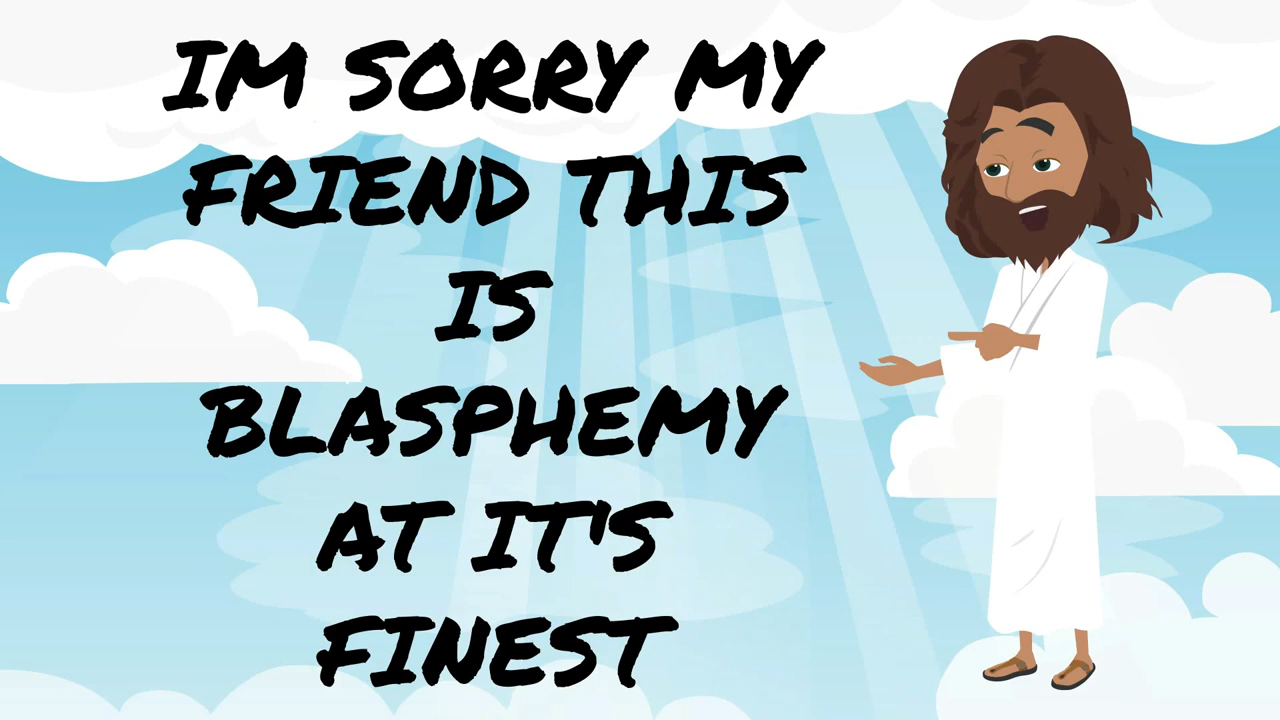 IM SORRY MY
FRIEND THIS
IS
BLASPHEMY
AT IT'S
FINEST